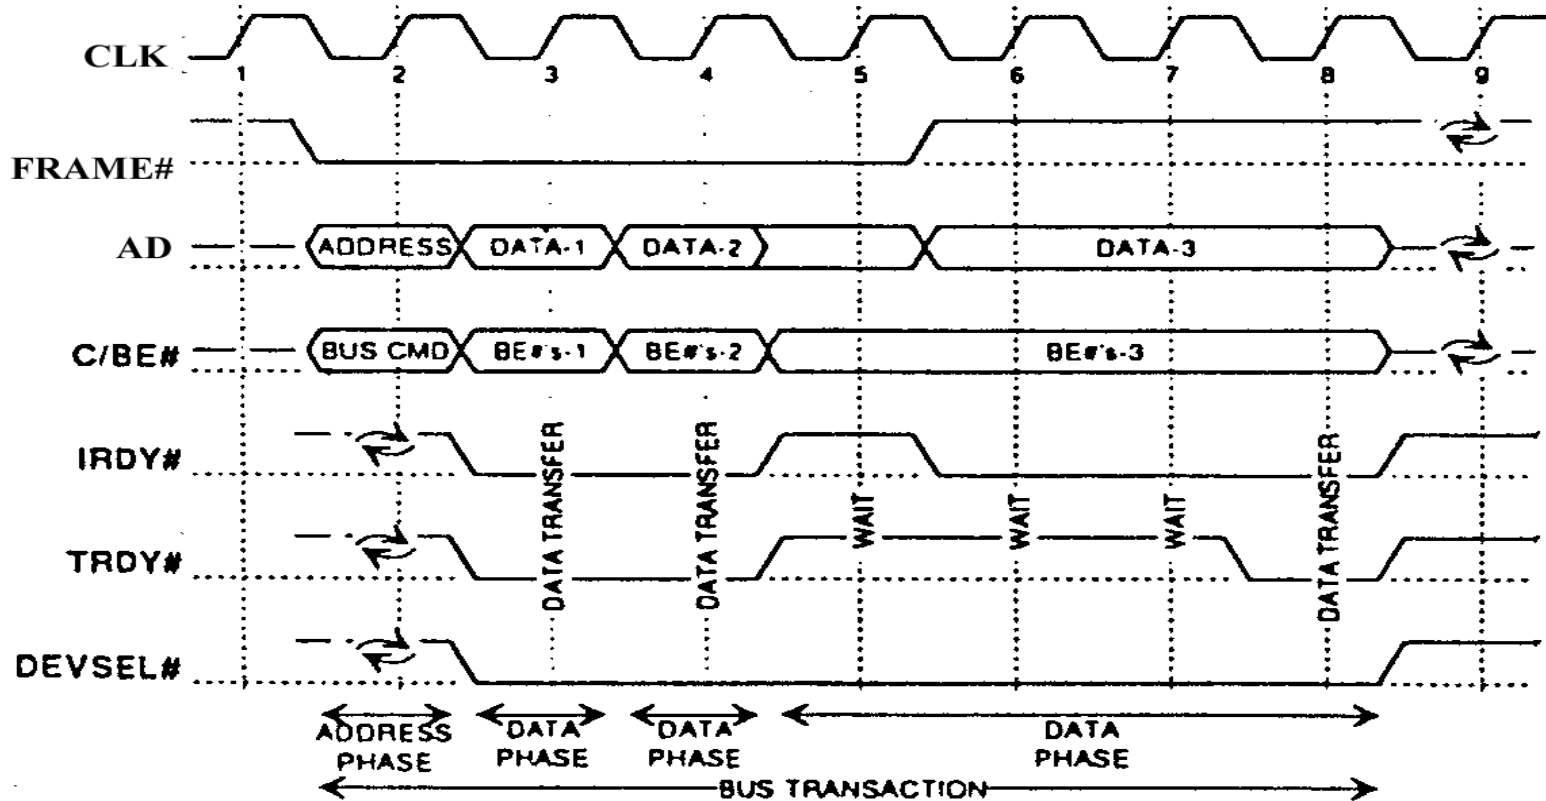 CLK
1 2 3 4 5 6 7 8 9
FRAME#
AD
ADDRESS DATA-1 DATA-2 DATA-3
C/BE#
BUS CMD BE#'s-1 BE#'s-2 BE#'s-3
IRDY#
TRDY#
DATA TRANSFER
DATA TRANSFER
WAIT
WAIT
WAIT
DATA TRANSFER
DEVSEL#
ADDRESS
PHASE
DATA
PHASE
DATA
PHASE
DATA
PHASE
BUS TRANSACTION